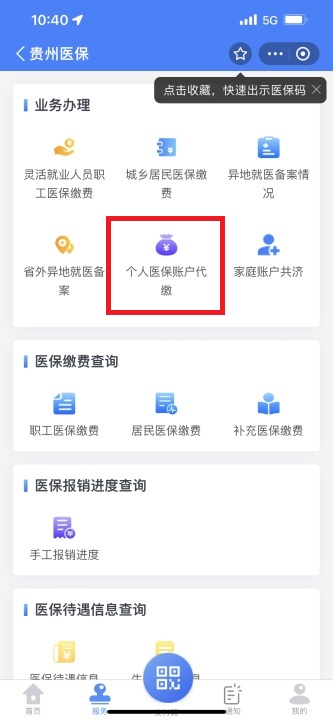 10:40
5G
贵州医保
点击收藏，快速出示医保码
业务办理
灵活就业人员职
工医保缴费
城乡居民医保缴
费
异地就医备案情
况
省外异地就医备
案
个人医保账户代
缴
家庭账户共济
医保缴费查询
职工医保缴费
居民医保缴费
补充医保缴费
医保报销进度查询
手工报销进度
医保待遇信息查询
医保待遇信息
首页
服务
我的